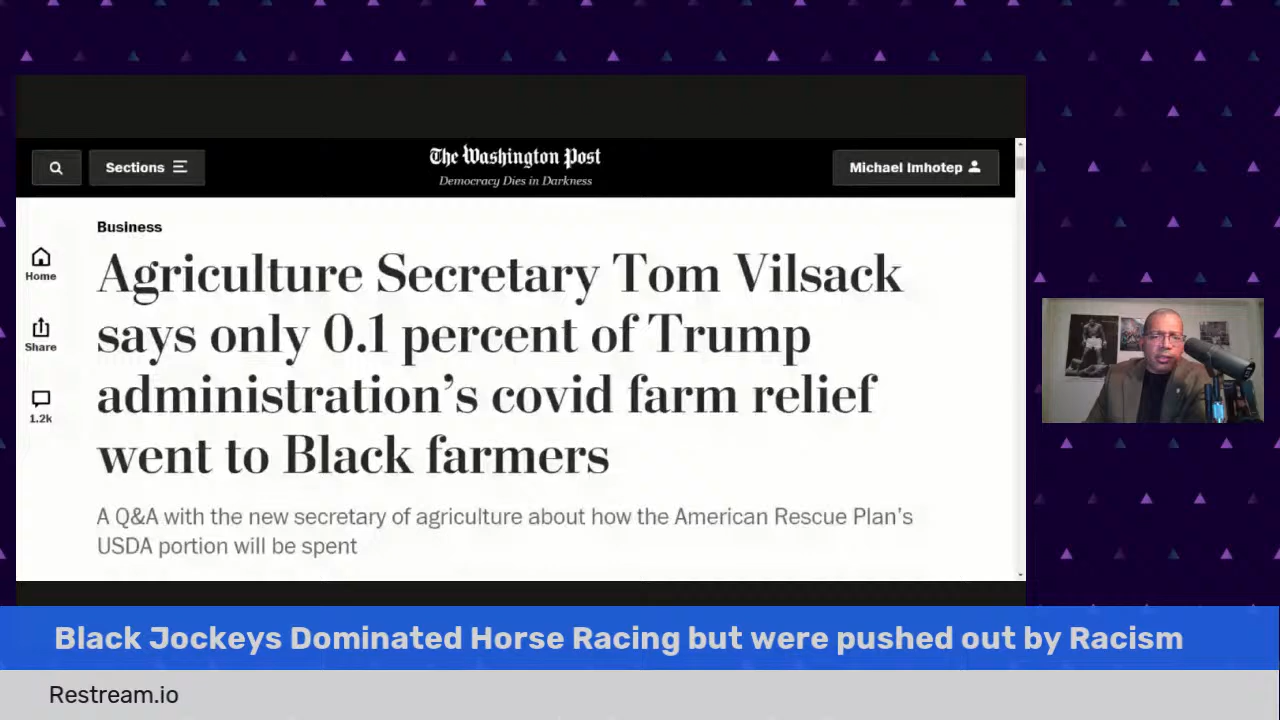 The Washington Post
Democracy Dies in Darkness
Sections
Michael Imhotep
Business
Home
Share
1.2k
Agriculture Secretary Tom Vilsack
says only 0.1 percent of Trump
administration's covid farm relief
went to Black farmers
A Q&A with the new secretary of agriculture about how the American Rescue Plan's
USDA portion will be spent
Black Jockeys Dominated Horse Racing but were pushed out by Racism
Restream.io